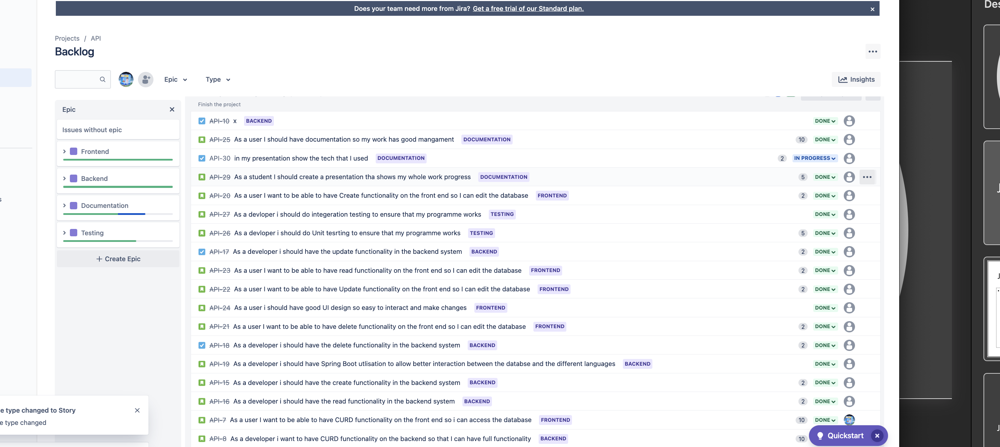 Does your team need more from Jira? Get a free trial of our Standard plan.
Projects / API
Backlog
Epic
Type
Insights
Epic
Issues without epic
Frontend
Backend
Documentation
Testing
Create Epic
Finish the project
API-10 x BACKEND DONE
API-25 As a user I should have documentation so my work has good mangament DOCUMENTATION 10 DONE
API-30 in my presentation show the tech that I used DOCUMENTATION 2 IN PROGRESS
API-29 As a student I should create a presentation tha shows my whole work progress DOCUMENTATION 5 DONE
API-20 As a user I want to be able to have Create functionality on the front end so I can edit the database FRONTEND 2 DONE
API-27 As a devloper i should do integeration testing to ensure that my programme works TESTING DONE
API-26 As a devloper i should do Unit tesrting to ensure that my programme works TESTING 5 DONE
API-17 As a developer i should have the update functionality in the backend system BACKEND 2 DONE
API-23 As a user I want to be able to have read functionality on the front end so I can edit the database FRONTEND 2 DONE
API-22 As a user I want to be able to have Update functionality on the front end so I can edit the database FRONTEND 2 DONE
API-24 As a user i should have good UI design so easy to interact and make changes FRONTEND DONE
API-21 As a user I want to be able to have delete functionality on the front end so I can edit the database FRONTEND 2 DONE
API-18 As a developer i should have the delete functionality in the backend system BACKEND 2 DONE
API-19 As a developer i should have Spring Boot utlisation to allow better interaction between the databse and the different languages BACKEND DONE
API-15 As a developer i should have the create functionality in the backend system BACKEND 2 DONE
API-16 As a developer i should have the read functionality in the backend system BACKEND 2 DONE
API-7 As a user I want to be able to have CURD functionality on the front end so i can access the database FRONTEND 10 DONE
API-8 As a developer i want to have CURD functionality on the backend so that I can have full functionality BACKEND 10
e type changed to Story
e type changed
Quickstart
Des
s
J
J
J